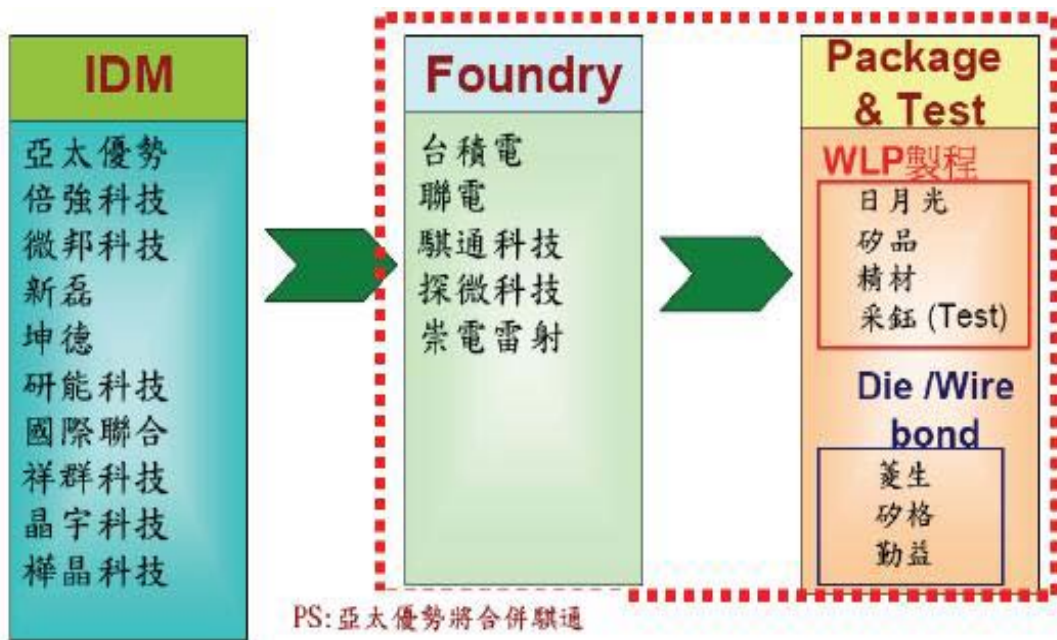 IDM
亞太優勢
倍強科技
微邦科技
新磊
坤德
研能科技
國際聯合
祥群科技
晶宇科技
樺晶科技
Foundry
台積電
聯電
騏通科技
探微科技
崇電雷射
Package
& Test
WLP製程
日月光
矽品
精材
采鈺 (Test)
Die /Wire
bond
菱生
矽格
勤益
PS:亞太優勢將合併騏通